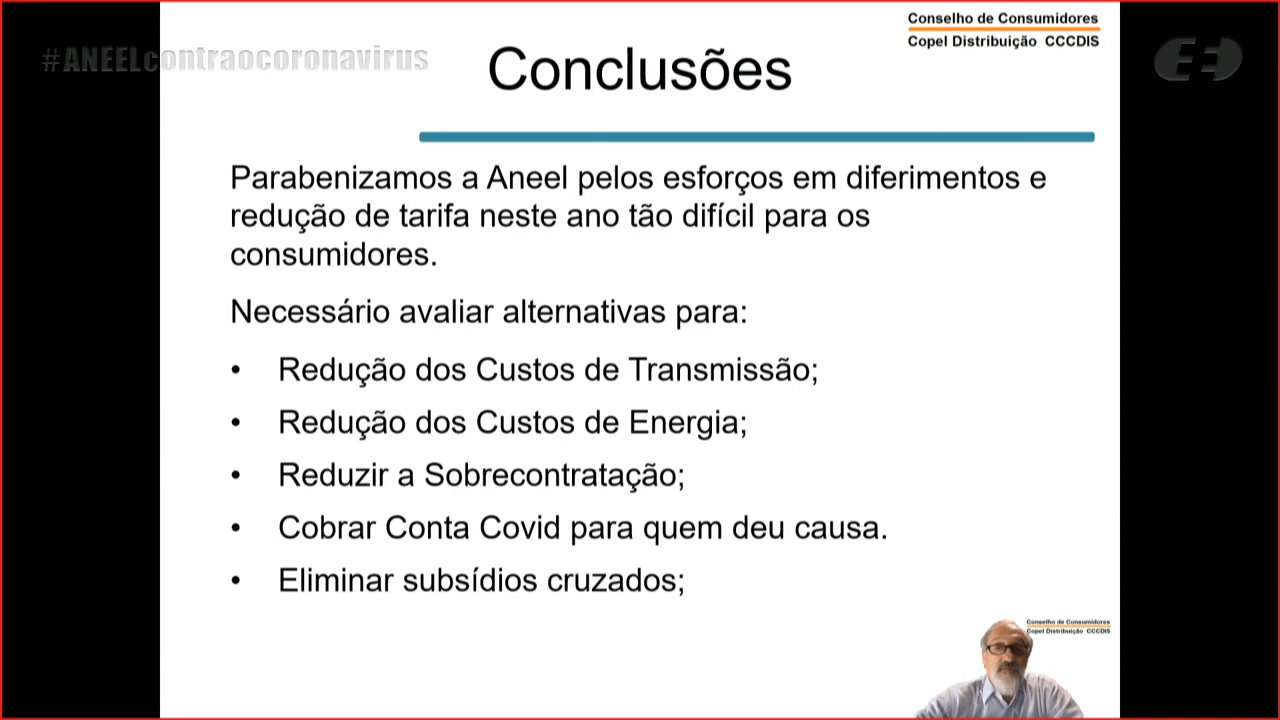 #ANEELcontraocoronavirus
Conselho de Consumidores
Copel Distribuição CCCDIS
Conclusões
Parabenizamos a Aneel pelos esforços em diferimentos e
redução de tarifa neste ano tão difícil para os
consumidores.
Necessário avaliar alternativas para:
• Redução dos Custos de Transmissão;
• Redução dos Custos de Energia;
• Reduzir a Sobrecontratação;
• Cobrar Conta Covid para quem deu causa.
• Eliminar subsídios cruzados;
Conselho de Consumidores
Copel Distribuição CCCDIS